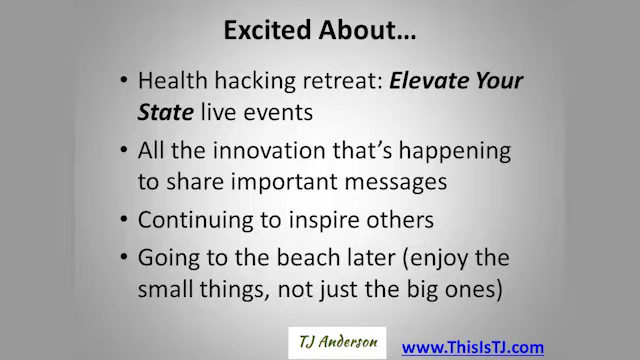 Excited About...
• Health hacking retreat: Elevate Your
State live events
• All the innovation that's happening
to share important messages
• Continuing to inspire others
• Going to the beach later (enjoy the
small things, not just the big ones)
TJ Anderson
www.ThisIsTJ.com